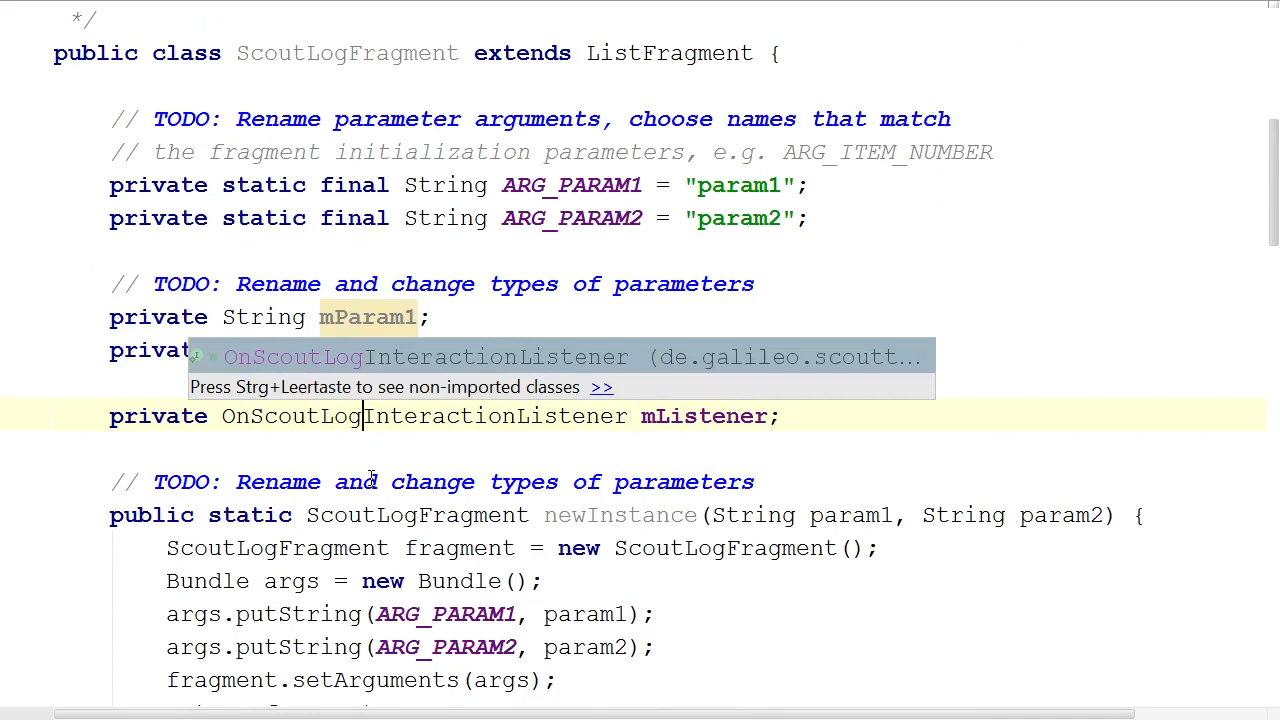 */
public class ScoutLogFragment extends ListFragment {
// TODO: Rename parameter arguments, choose names that match
// the fragment initialization parameters, e.g. ARG_ITEM_NUMBER
private static final String ARG_PARAM1 = "param1";
private static final String ARG_PARAM2 = "param2";
// TODO: Rename and change types of parameters
private String mParam1;
privat
OnScoutLogInteractionListener (de.galileo.scoutt...
Press Strg+Leertaste to see non-imported classes >>
private OnScoutLogInteractionListener mListener;
// TODO: Rename and change types of parameters
public static ScoutLogFragment newInstance(String param1, String param2) {
ScoutLogFragment fragment = new ScoutLogFragment();
Bundle args = new Bundle();
args.putString(ARG_PARAM1, param1);
args.putString(ARG_PARAM2, param2);
fragment.setArguments(args);